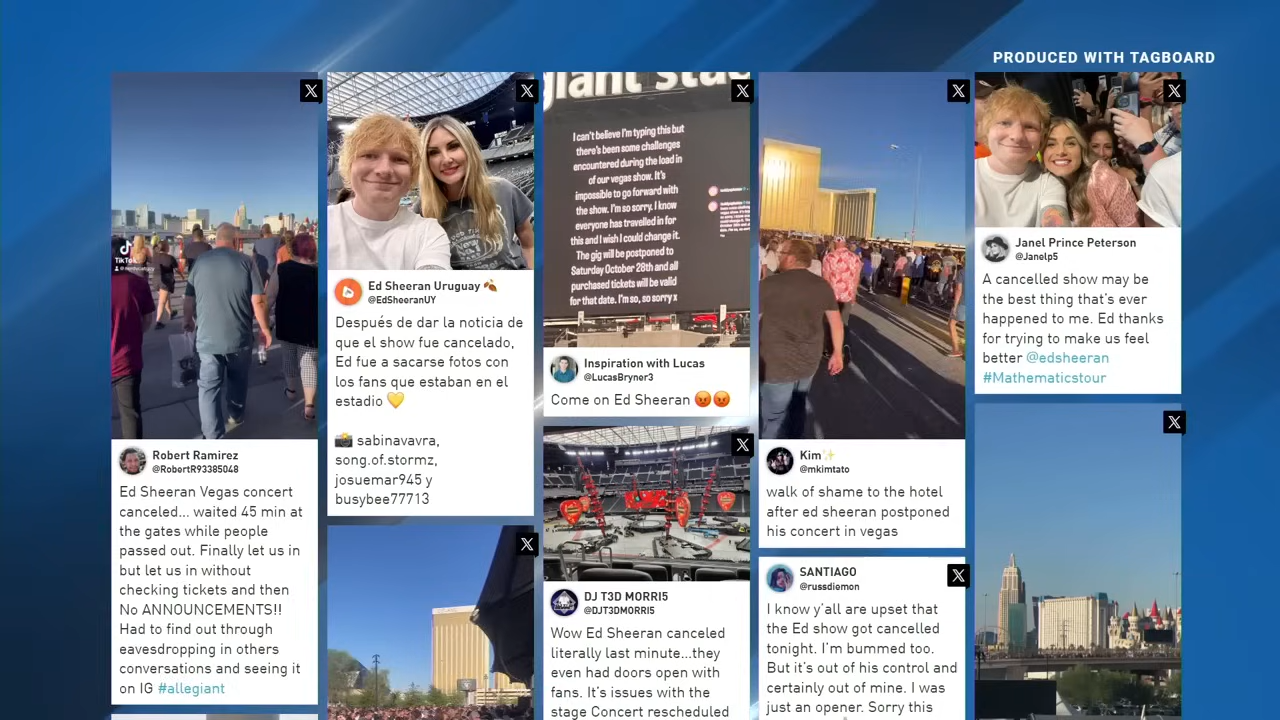 PRODUCED WITH TAGBOARD
TikTok
Robert Ramirez
@RobertR93385048
Ed Sheeran Vegas concert
canceled... waited 45 min at
the gates while people
passed out. Finally let us in
but let us in without
checking tickets and then
No ANNOUNCEMENTS!!
Had to find out through
eavesdropping in others
conversations and seeing it
on IG #allegiant
Ed Sheeran Uruguay 🍂
@EdSheeranUY
Después de dar la noticia de
que el show fue cancelado,
Ed fue a sacarse fotos con
los fans que estaban en el
estadio 💛
📸 sabinavavra,
song.of.stormz,
josuemar945 y
busybee77713
giant Stad
I can't believe I'm typing this but
there's been some challenges
encountered during the load in
of our vegas show. It's
impossible to go forward with
the show. I'm so sorry. I know
everyone has travelled in for
this and I wish I could change it.
The gig will be postponed to
Saturday October 28th and all
purchased tickets will be valid
for that date. I'm so, so sorry x
Inspiration with Lucas
@LucasBryner3
Come on Ed Sheeran 😡😡
DJ T3D MORRI5
@DJT3DMORRI5
Wow Ed Sheeran canceled
literally last minute...they
even had doors open with
fans. It's issues with the
stage Concert rescheduled
Kim✨
@mkimtato
walk of shame to the hotel
after ed sheeran postponed
his concert in vegas
SANTIAGO
@russdiemon
I know y'all are upset that
the Ed show got cancelled
tonight. I'm bummed too.
But it's out of his control and
certainly out of mine. I was
just an opener. Sorry this
Janel Prince Peterson
@Janelp5
A cancelled show may be
the best thing that's ever
happened to me. Ed thanks
for trying to make us feel
better @edsheeran
#Mathematicstour